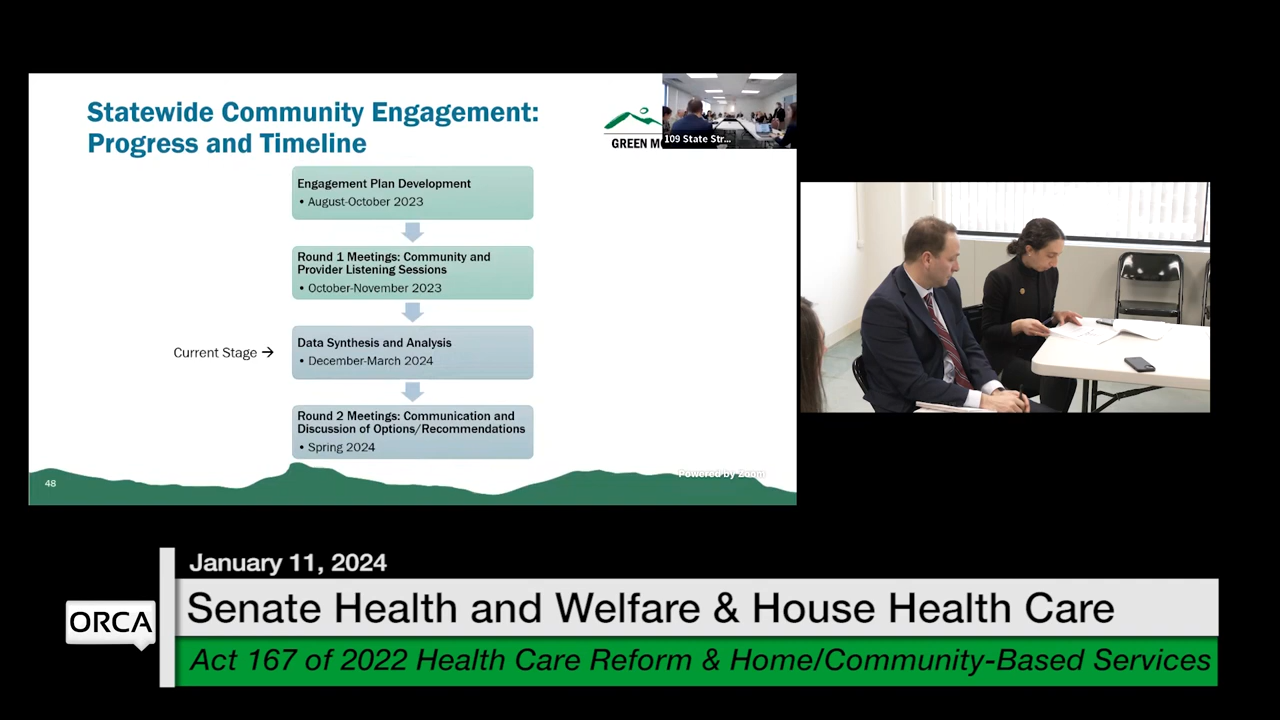 Statewide Community Engagement:
Progress and Timeline
GREEN
109 State Str...
Engagement Plan Development
• August-October 2023
Round 1 Meetings: Community and
Provider Listening Sessions
• October-November 2023
Current Stage →
Data Synthesis and Analysis
• December-March 2024
Round 2 Meetings: Communication and
Discussion of Options/Recommendations
• Spring 2024
48
Powered by Zoom
January 11, 2024
ORCA
Senate Health and Welfare & House Health Care
Act 167 of 2022 Health Care Reform & Home/Community-Based Services